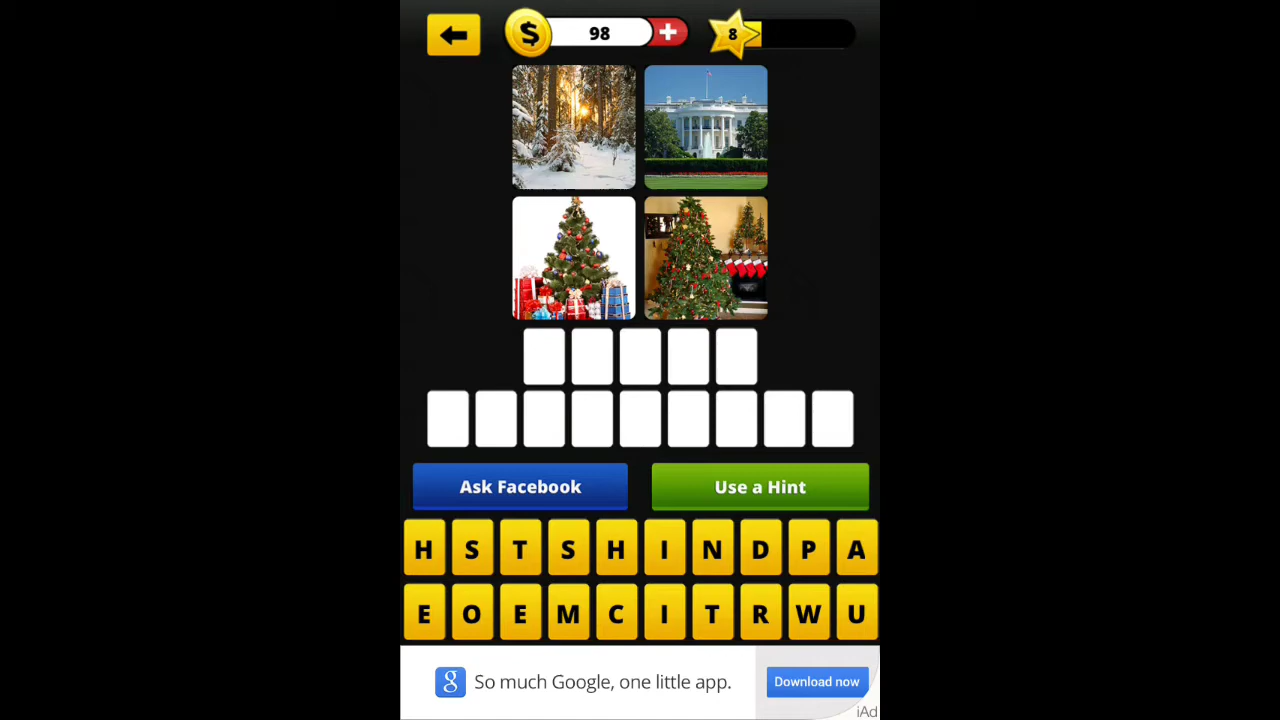 98
8
Ask Facebook
Use a Hint
H S T S H I N D P A
E O E M C I T R W U
g So much Google, one little app.
Download now
iAd